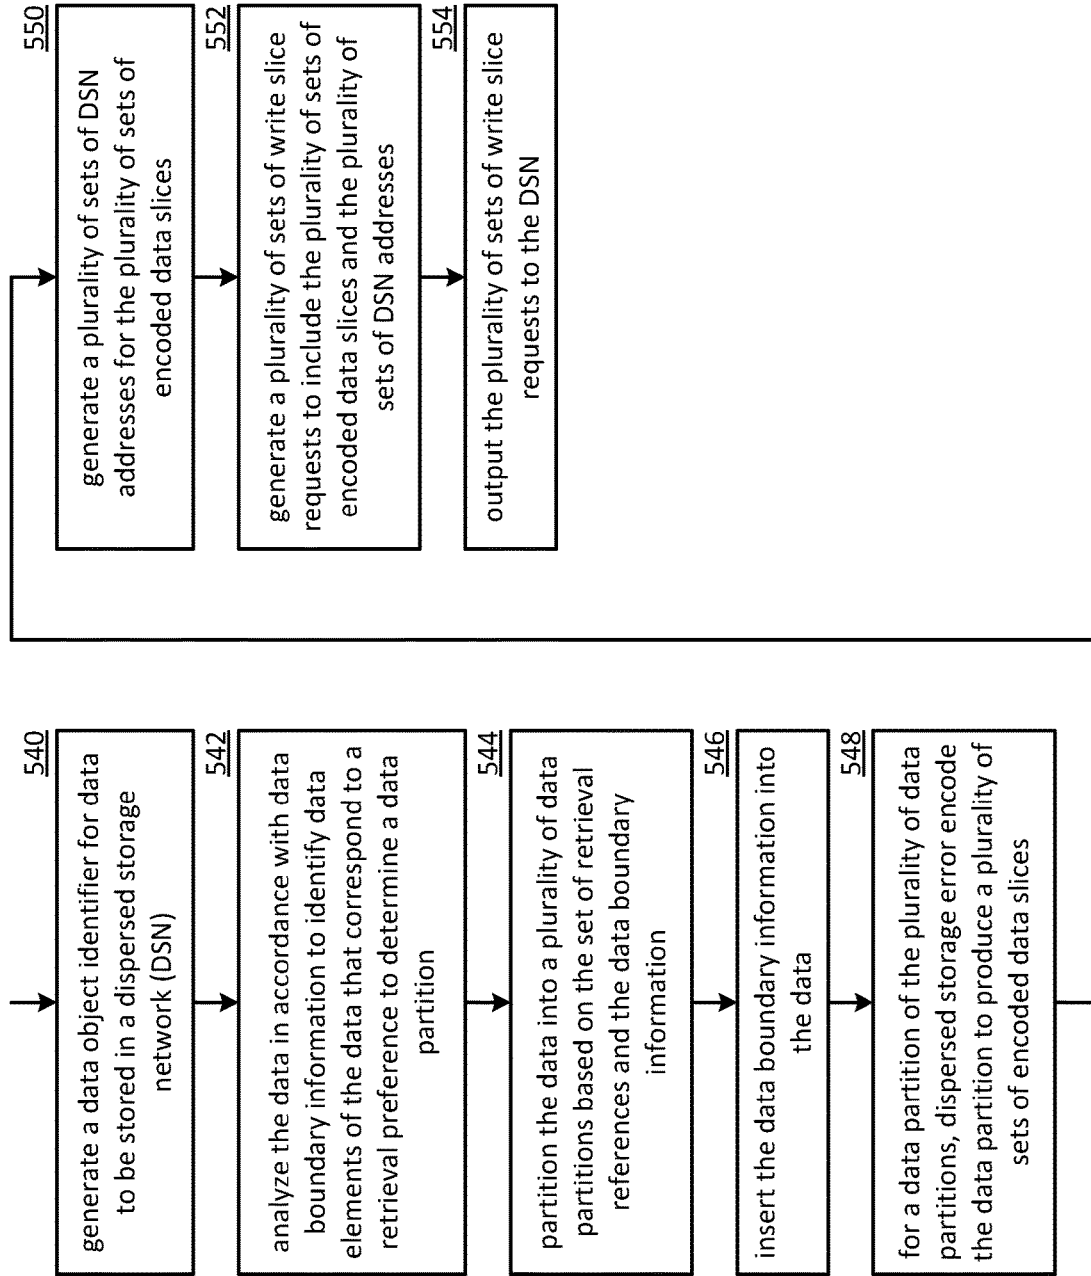 540
generate a data object identifier for data
to be stored in a dispersed storage
network (DSN)
542
analyze the data in accordance with data
boundary information to identify data
elements of the data that correspond to a
retrieval preference to determine a data
partition
544
partition the data into a plurality of data
partitions based on the set of retrieval
references and the data boundary
information
546
insert the data boundary information into
the data
548
for a data partition of the plurality of data
partitions, dispersed storage error encode
the data partition to produce a plurality of
sets of encoded data slices
550
generate a plurality of sets of DSN
addresses for the plurality of sets of
encoded data slices
552
generate a plurality of sets of write slice
requests to include the plurality of sets of
encoded data slices and the plurality of
sets of DSN addresses
554
output the plurality of sets of write slice
requests to the DSN